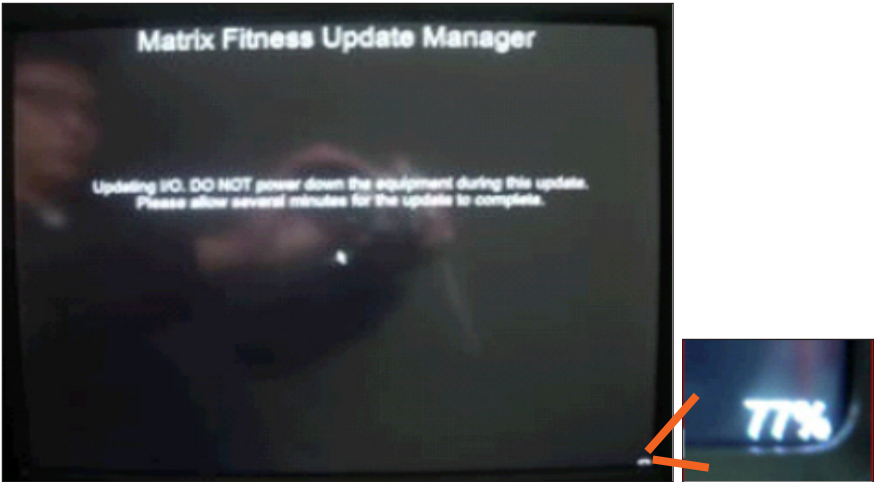 Matrix Fitness Update Manager
Updating I/O. DO NOT power down the equipment during this update.
Please allow several minutes for the update to complete.
77%